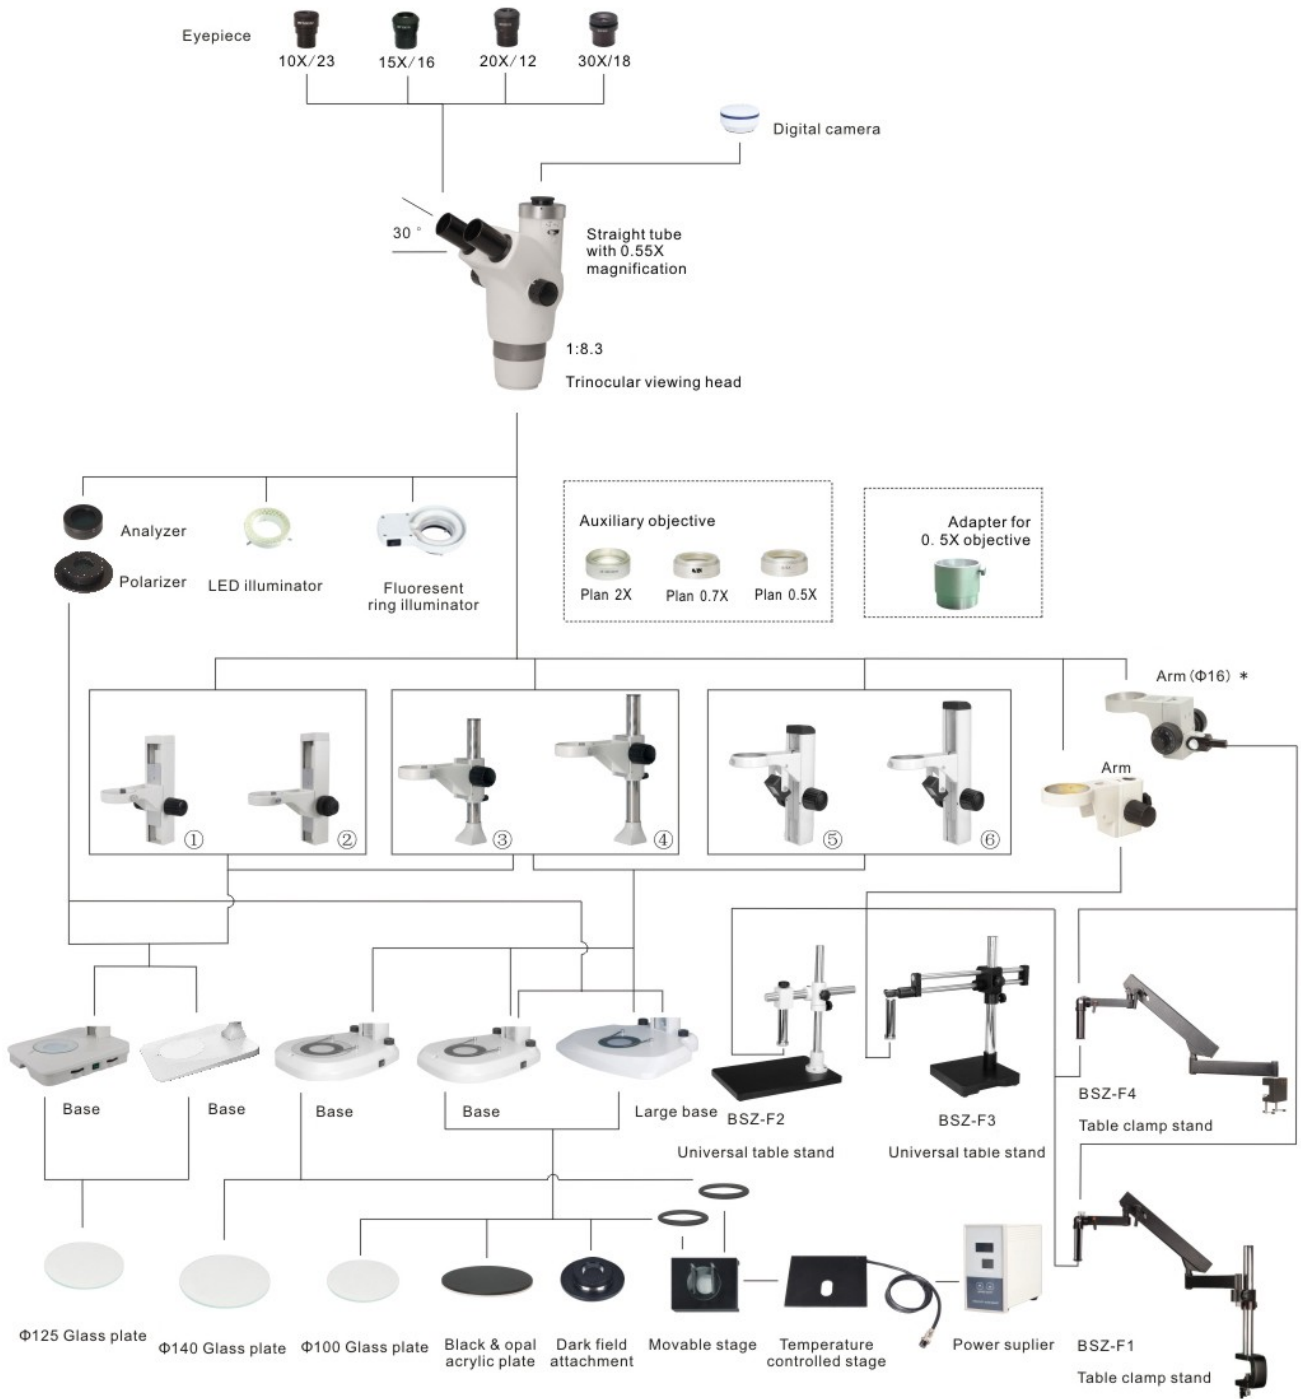 Eyepiece
10X/23
15X/16
20X/12
30X/18
Digital camera
30 °
Straight tube
with 0.55X
magnification
1:8.3
Trinocular viewing head
Analyzer
Polarizer
LED illuminator
Fluoresent
ring illuminator
Auxiliary objective
Plan 2X
Plan 0.7X
Plan 0.5X
Adapter for
0. 5X objective
Arm (Φ16) *
Arm
①
②
③
④
⑤
⑥
Base
Base
Base
Base
Large base
BSZ-F2
Universal table stand
BSZ-F3
Universal table stand
BSZ-F4
Table clamp stand
Φ125 Glass plate
Φ140 Glass plate
Φ100 Glass plate
Black & opal
acrylic plate
Dark field
attachment
Movable stage
Temperature
controlled stage
Power suplier
BSZ-F1
Table clamp stand